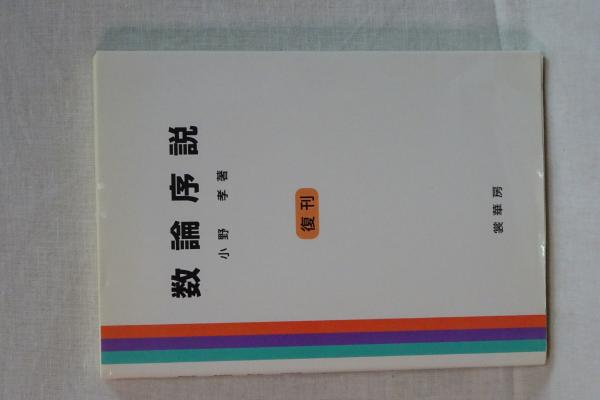 数論序説
小野 孝著
復刊
裳華房